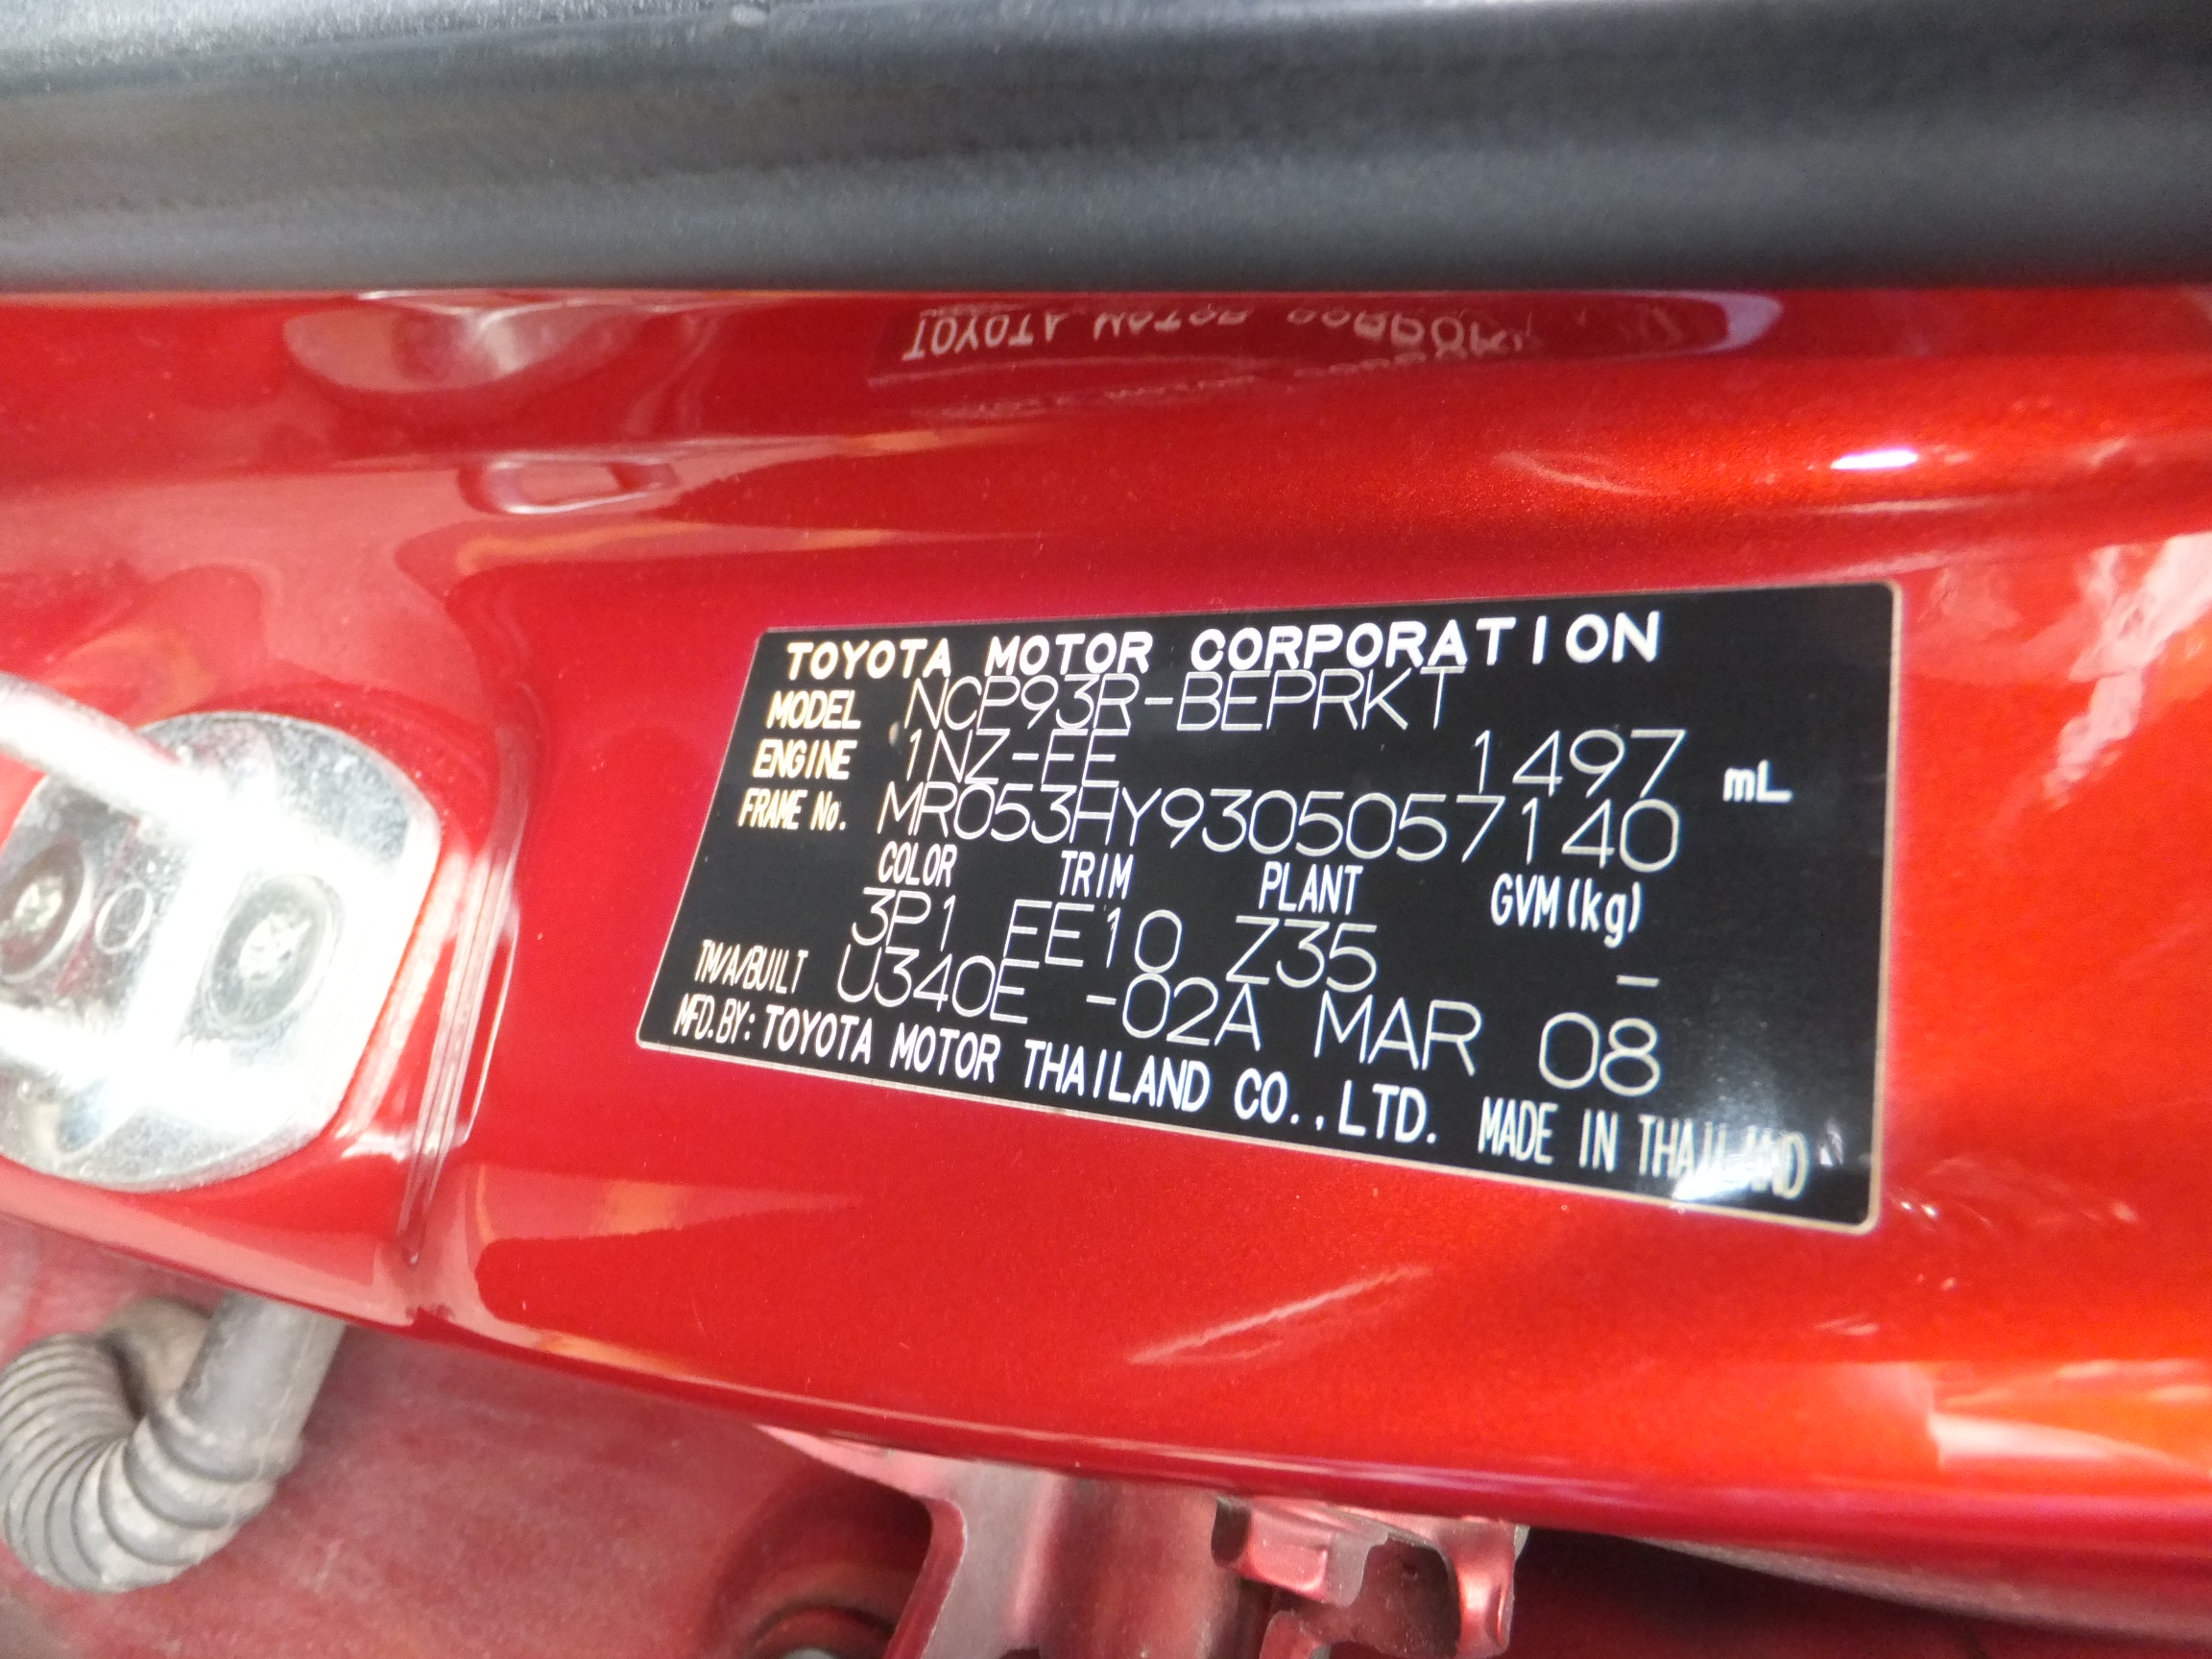 TOYOTA MOTOR CORPORATION
MODEL NCP93R-BEPRKT
ENGINE 1NZ-FE 1497 mL
FRAME No. MR053HY9305057140
COLOR TRIM PLANT GVM(kg)
3P1 FE10 Z35 -
TM/A/BUILT U340E -02A MAR 08
MFD.BY: TOYOTA MOTOR THAILAND CO.,LTD. MADE IN THAILAND